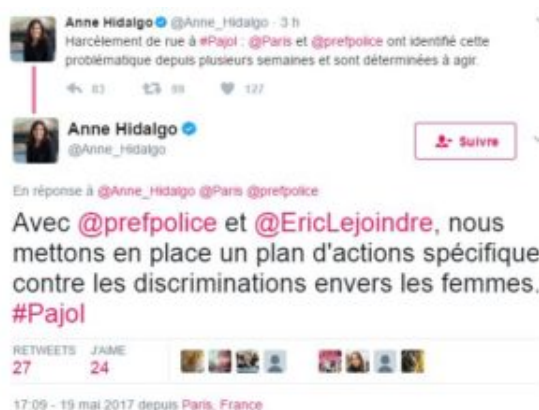 Anne Hidalgo @Anne_Hidalgo · 3 h
Harcèlement de rue à #Pajol : @Paris et @prefpolice ont identifié cette
problématique depuis plusieurs semaines et sont déterminées à agir.
83 98 127
Anne Hidalgo
@Anne_Hidalgo
Suivre
En réponse à @Anne_Hidalgo @Paris @prefpolice
Avec @prefpolice et @EricLejoindre, nous
mettons en place un plan d'actions spécifique
contre les discriminations envers les femmes.
#Pajol
RETWEETS J'AIME
27 24
17:09 - 19 mai 2017 depuis Paris, France